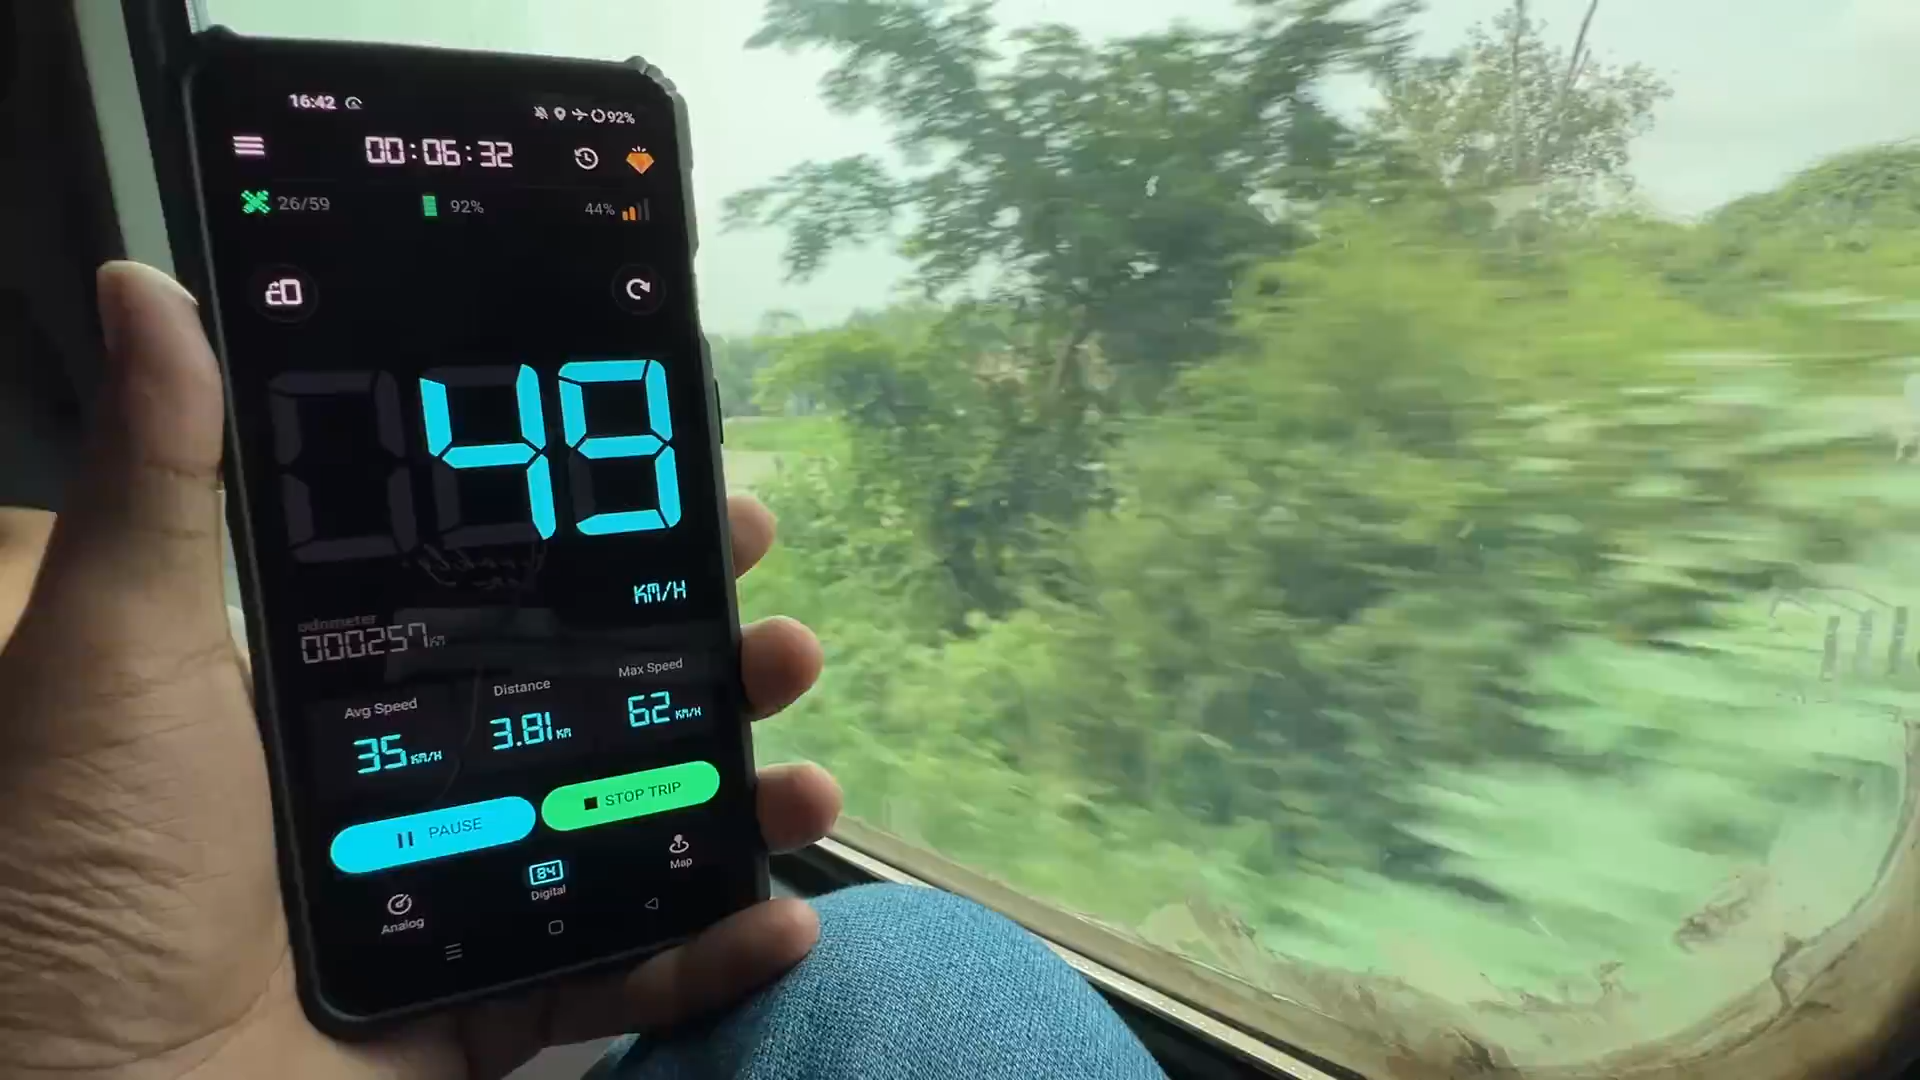 16:42 92%
00:06:32
26/59 92% 44%
49
KM/H
odometer
000257 KM
Avg Speed Distance Max Speed
35 KM/H 3.81 KM 62 KM/H
PAUSE STOP TRIP
84
Analog Digital Map